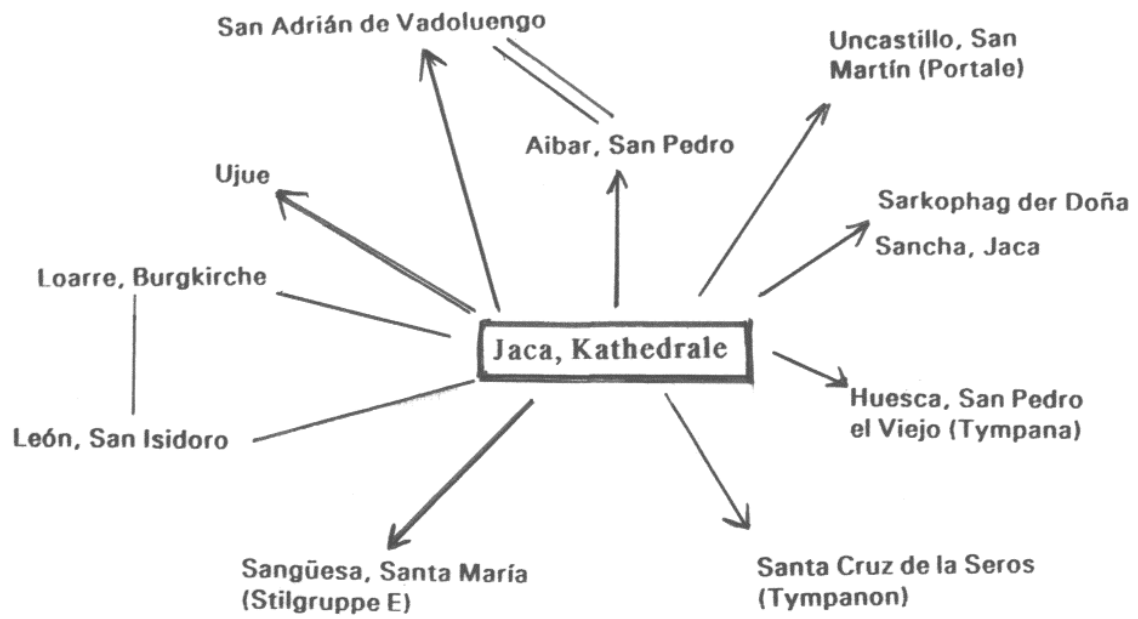 San Adrián de Vadoluengo
Uncastillo, San
Martín (Portale)
Aibar, San Pedro
Ujue
Sarkophag der Doña
Sancha, Jaca
Loarre, Burgkirche
Jaca, Kathedrale
Huesca, San Pedro
el Viejo (Tympana)
León, San Isidoro
Sangüesa, Santa María
(Stilgruppe E)
Santa Cruz de la Seros
(Tympanon)